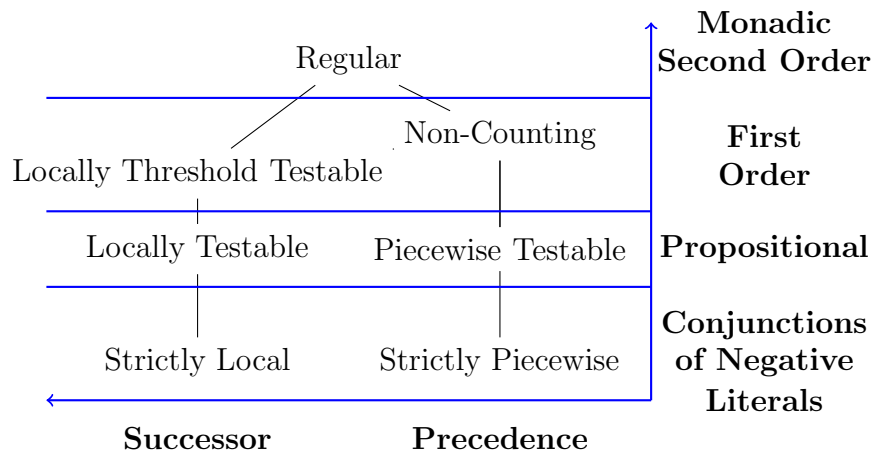 Monadic
Second Order
Regular
Non-Counting
First
Order
Locally Threshold Testable
Locally Testable
Piecewise Testable
Propositional
Conjunctions
of Negative
Literals
Strictly Local
Strictly Piecewise
Successor
Precedence